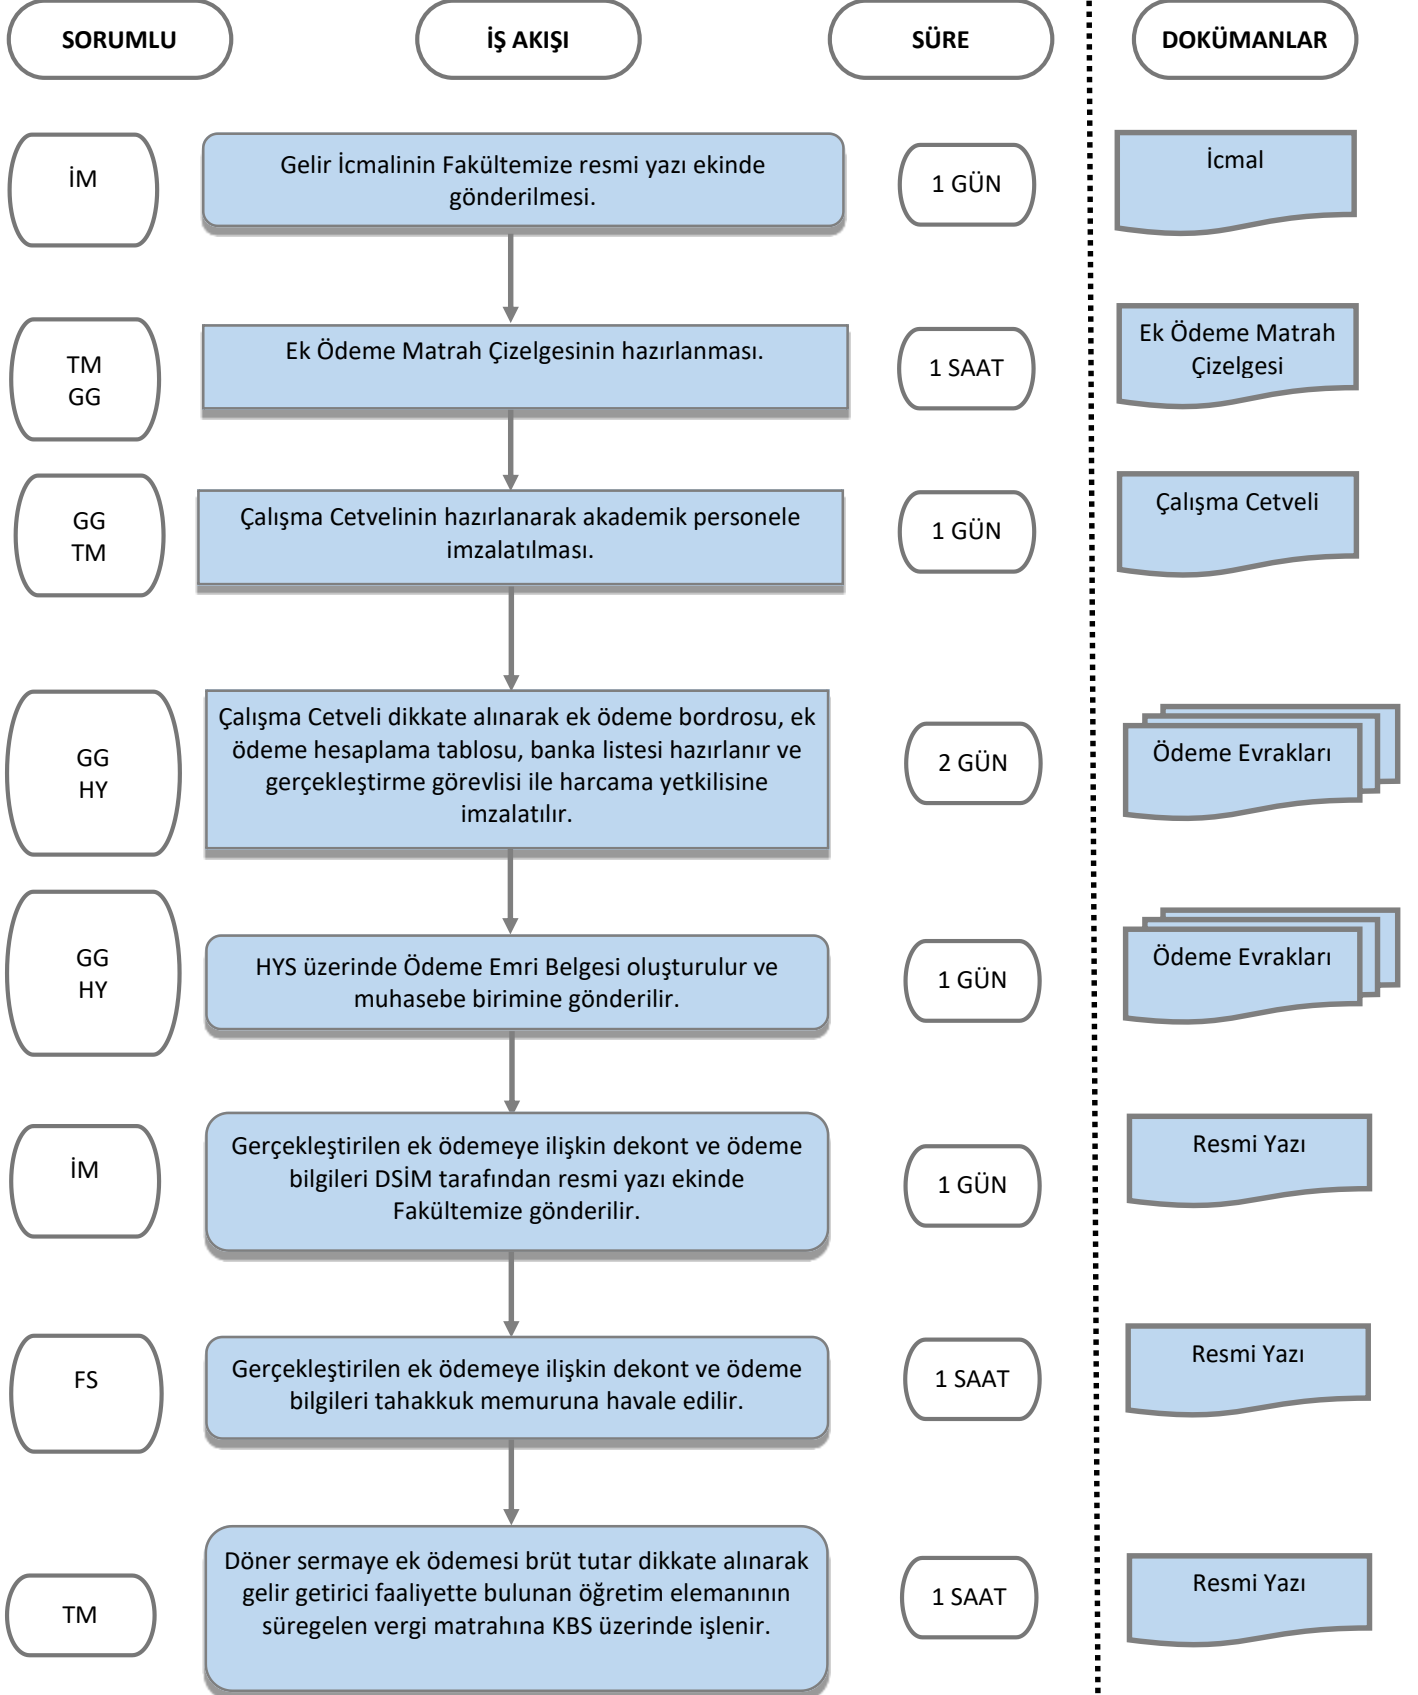 SORUMLU
İŞ AKIŞI
SÜRE
DOKÜMANLAR
İM
Gelir İcmalinin Fakültemize resmi yazı ekinde
gönderilmesi.
1 GÜN
İcmal
TM
GG
Ek Ödeme Matrah Çizelgesinin hazırlanması.
1 SAAT
Ek Ödeme Matrah
Çizelgesi
GG
TM
Çalışma Cetvelinin hazırlanarak akademik personele
imzalatılması.
1 GÜN
Çalışma Cetveli
GG
HY
Çalışma Cetveli dikkate alınarak ek ödeme bordrosu, ek
ödeme hesaplama tablosu, banka listesi hazırlanır ve
gerçekleştirme görevlisi ile harcama yetkilisine
imzalatılır.
2 GÜN
Ödeme Evrakları
GG
HY
HYS üzerinde Ödeme Emri Belgesi oluşturulur ve
muhasebe birimine gönderilir.
1 GÜN
Ödeme Evrakları
İM
Gerçekleştirilen ek ödemeye ilişkin dekont ve ödeme
bilgileri DSİM tarafından resmi yazı ekinde
Fakültemize gönderilir.
1 GÜN
Resmi Yazı
FS
Gerçekleştirilen ek ödemeye ilişkin dekont ve ödeme
bilgileri tahakkuk memuruna havale edilir.
1 SAAT
Resmi Yazı
TM
Döner sermaye ek ödemesi brüt tutar dikkate alınarak
gelir getirici faaliyette bulunan öğretim elemanının
süregelen vergi matrahına KBS üzerinde işlenir.
1 SAAT
Resmi Yazı